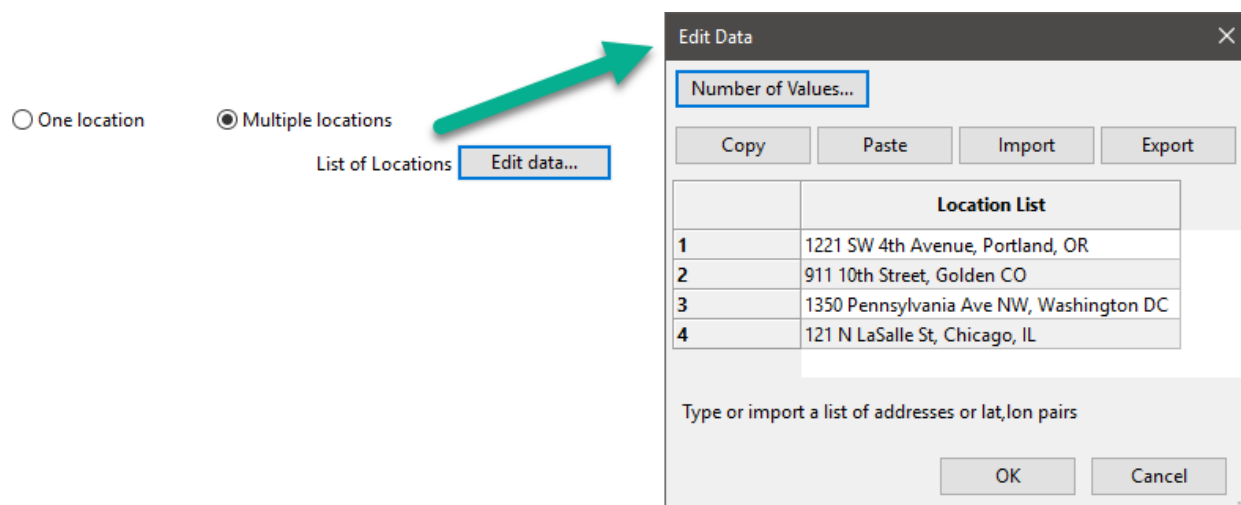 One location
Multiple locations
List of Locations
Edit data...
Edit Data
Number of Values...
Copy
Paste
Import
Export
Location List
1 1221 SW 4th Avenue, Portland, OR
2 911 10th Street, Golden CO
3 1350 Pennsylvania Ave NW, Washington DC
4 121 N LaSalle St, Chicago, IL
Type or import a list of addresses or lat,lon pairs
OK
Cancel